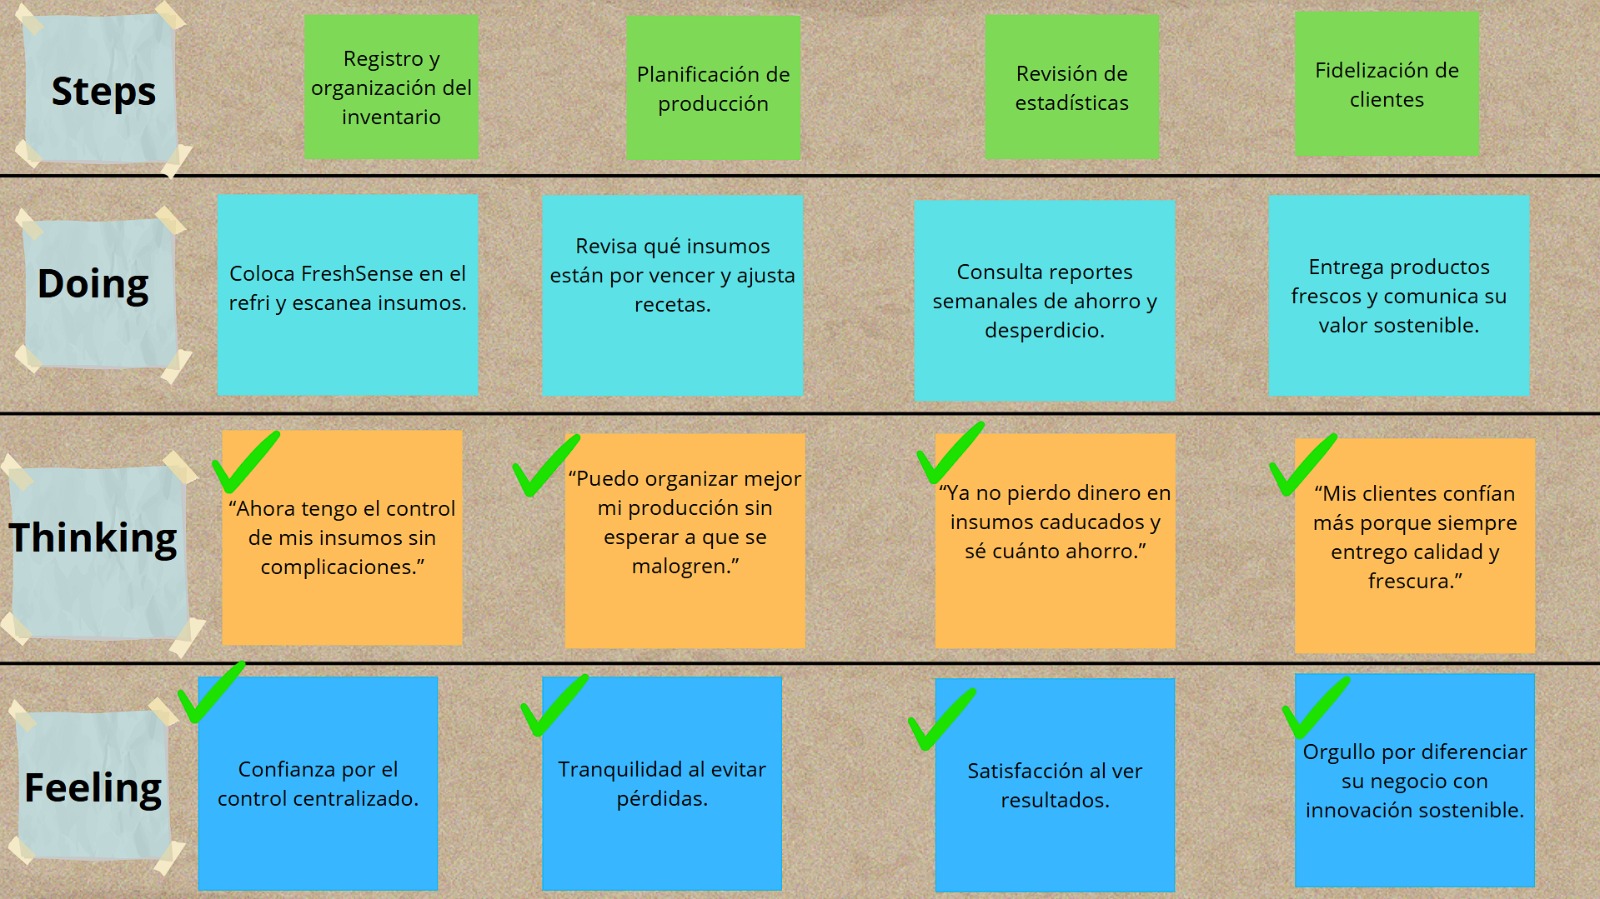 Steps
Registro y
organización del
inventario
Planificación de
producción
Revisión de
estadísticas
Fidelización de
clientes
Doing
Coloca FreshSense en el
refri y escanea insumos.
Revisa qué insumos
están por vencer y ajusta
recetas.
Consulta reportes
semanales de ahorro y
desperdicio.
Entrega productos
frescos y comunica su
valor sostenible.
Thinking
“Ahora tengo el control
de mis insumos sin
complicaciones.”
“Puedo organizar mejor
mi producción sin
esperar a que se
malogren.”
“Ya no pierdo dinero en
insumos caducados y
sé cuánto ahorro.”
“Mis clientes confían
más porque siempre
entrego calidad y
frescura.”
Feeling
Confianza por el
control centralizado.
Tranquilidad al evitar
pérdidas.
Satisfacción al ver
resultados.
Orgullo por diferenciar
su negocio con
innovación sostenible.